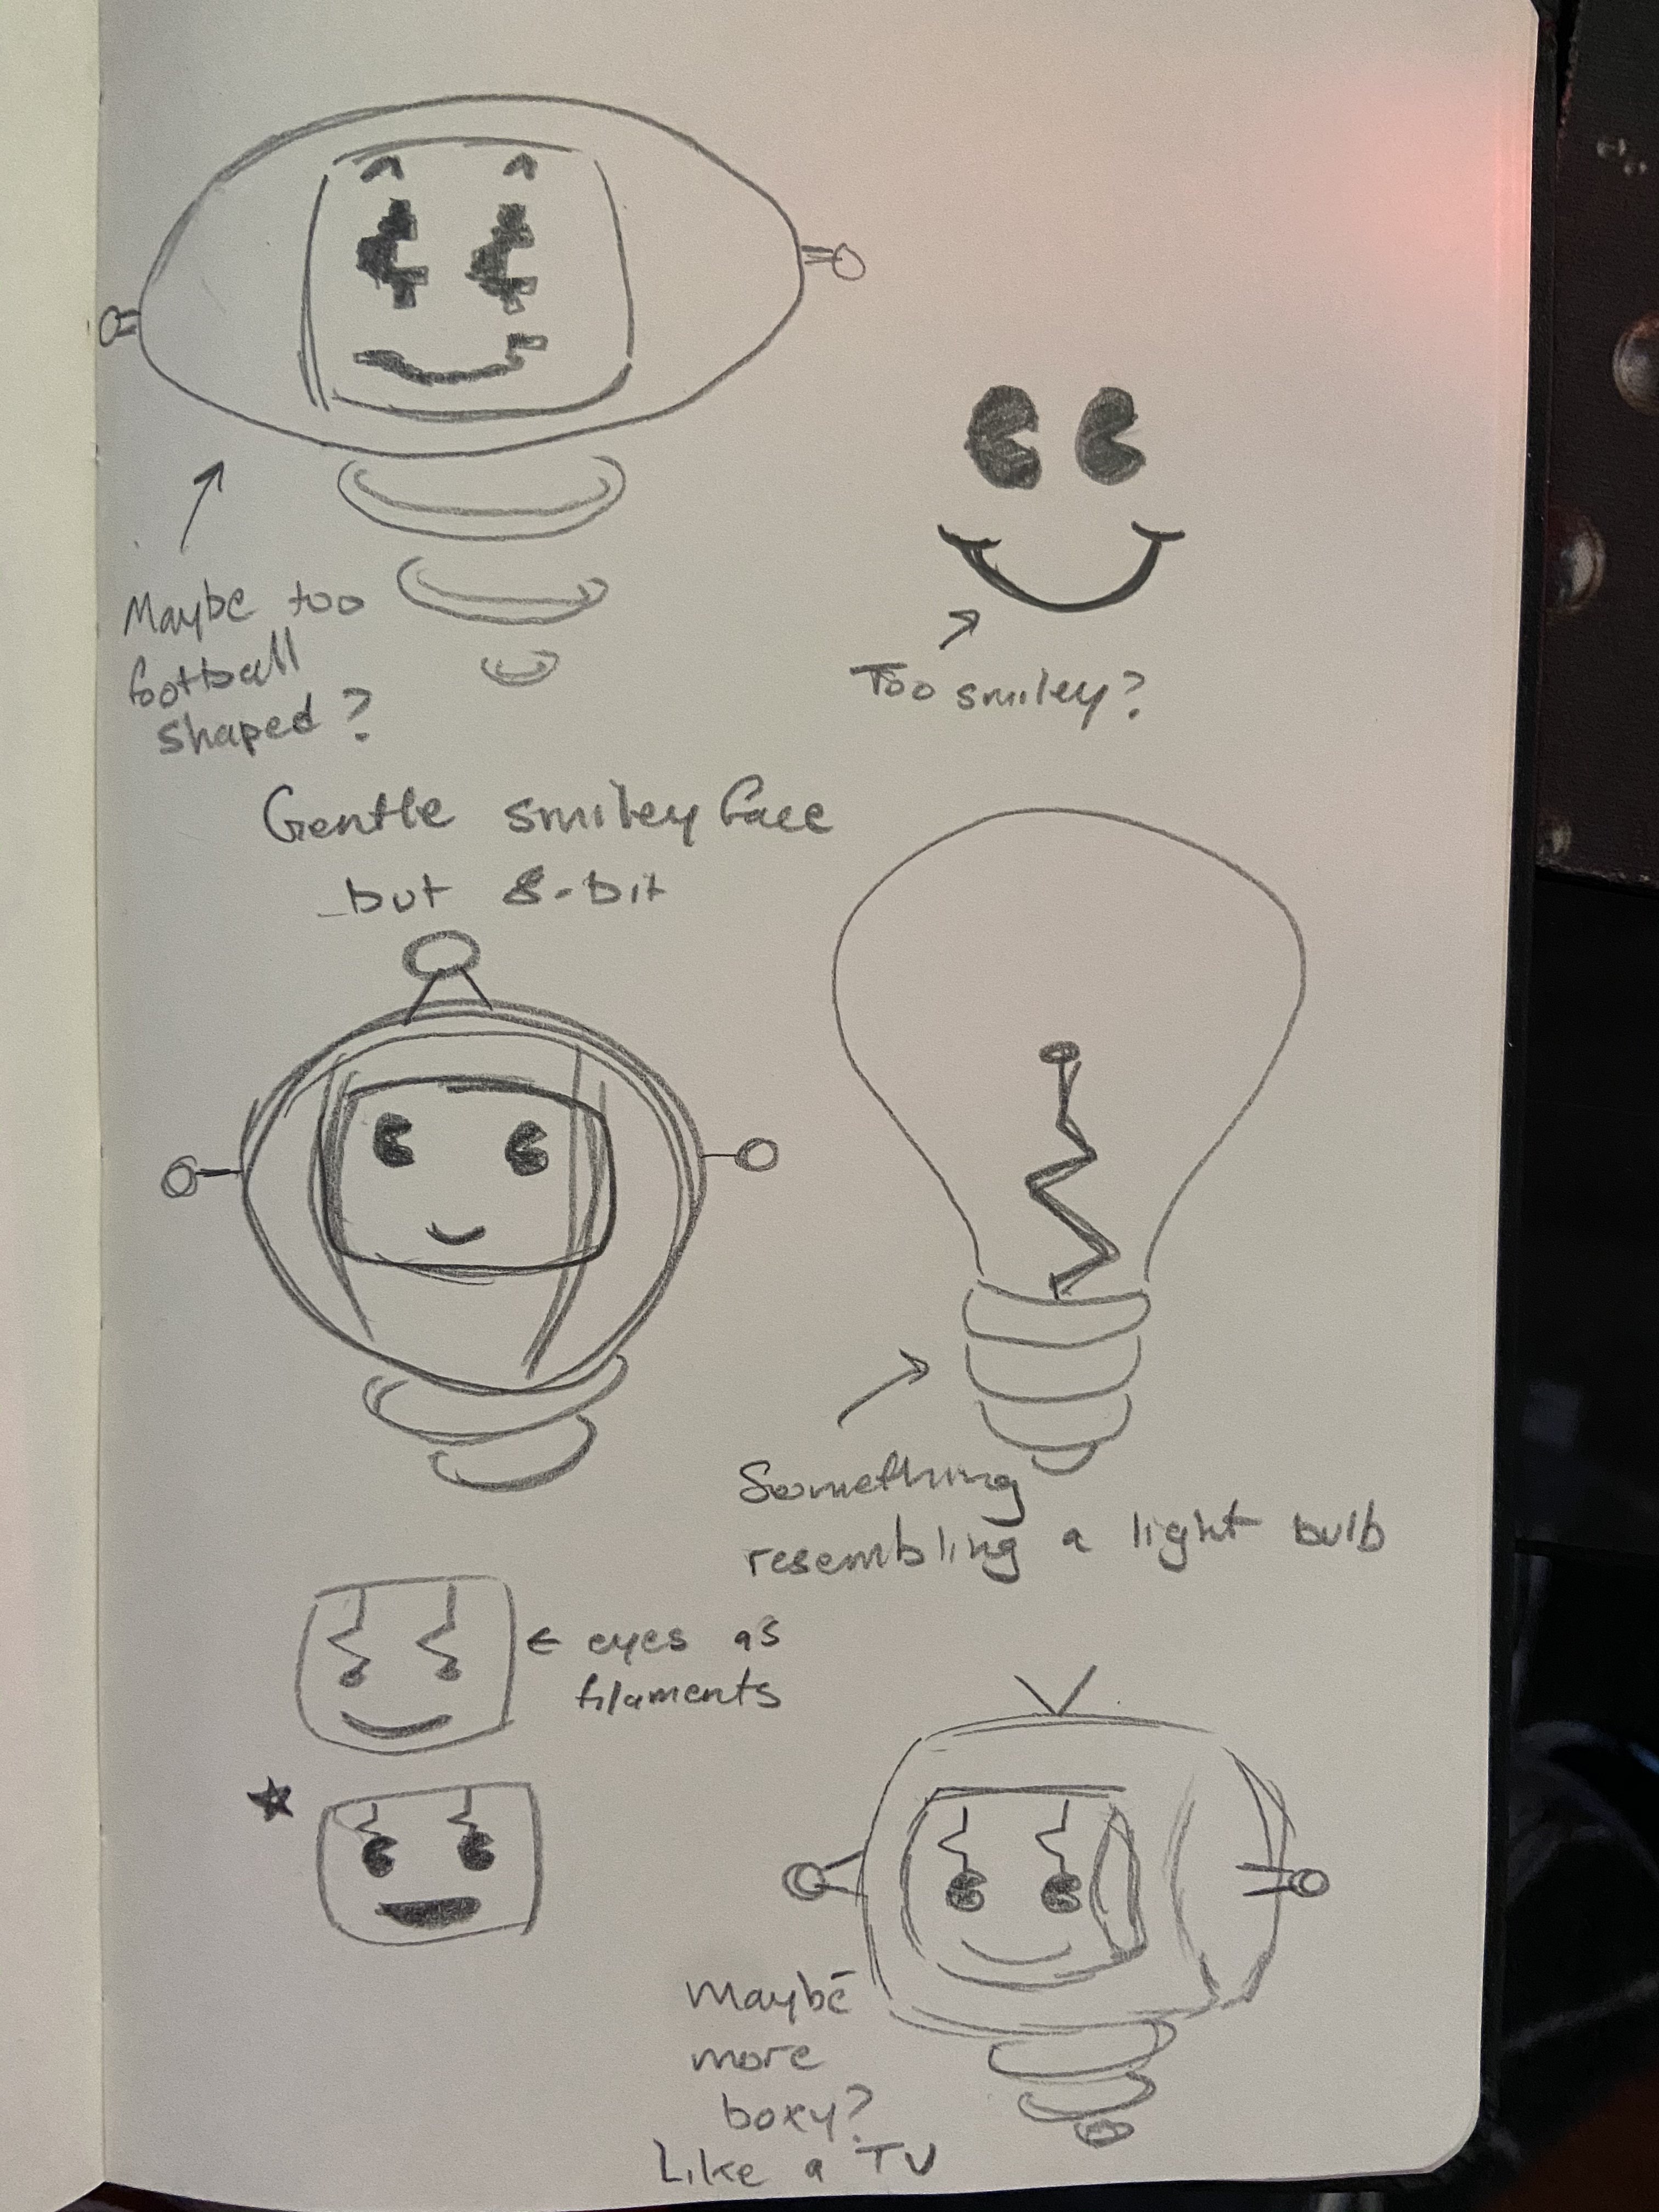 Maybe too
football
shaped?
Too smiley?
Gentle smiley face
but 8-bit
Something
resembling a light bulb
← eyes as
filaments
Maybe
more
boxy?
Like a TV